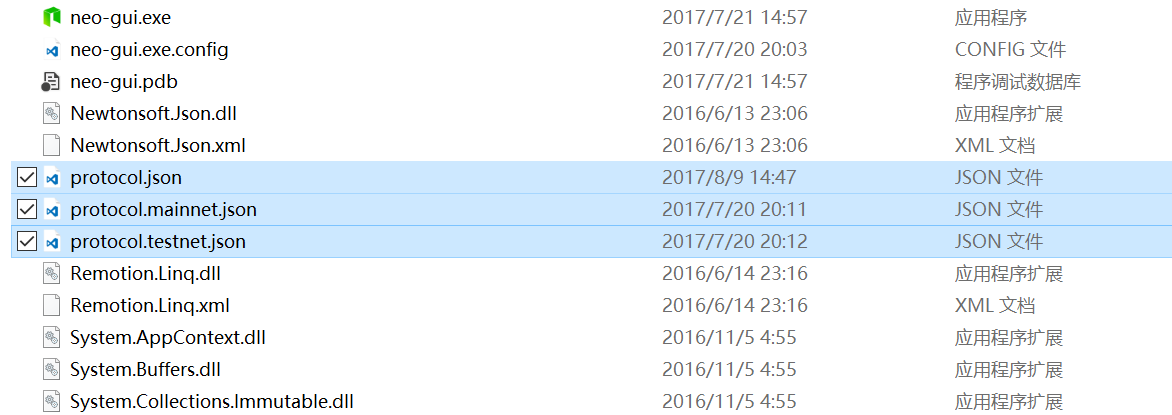 neo-gui.exe 2017/7/21 14:57 应用程序
neo-gui.exe.config 2017/7/20 20:03 CONFIG 文件
neo-gui.pdb 2017/7/21 14:57 程序调试数据库
Newtonsoft.Json.dll 2016/6/13 23:06 应用程序扩展
Newtonsoft.Json.xml 2016/6/13 23:06 XML 文档
protocol.json 2017/8/9 14:47 JSON 文件
protocol.mainnet.json 2017/7/20 20:11 JSON 文件
protocol.testnet.json 2017/7/20 20:12 JSON 文件
Remotion.Linq.dll 2016/6/14 23:16 应用程序扩展
Remotion.Linq.xml 2016/6/14 23:16 XML 文档
System.AppContext.dll 2016/11/5 4:55 应用程序扩展
System.Buffers.dll 2016/11/5 4:55 应用程序扩展
System.Collections.Immutable.dll 2016/11/5 4:55 应用程序扩展